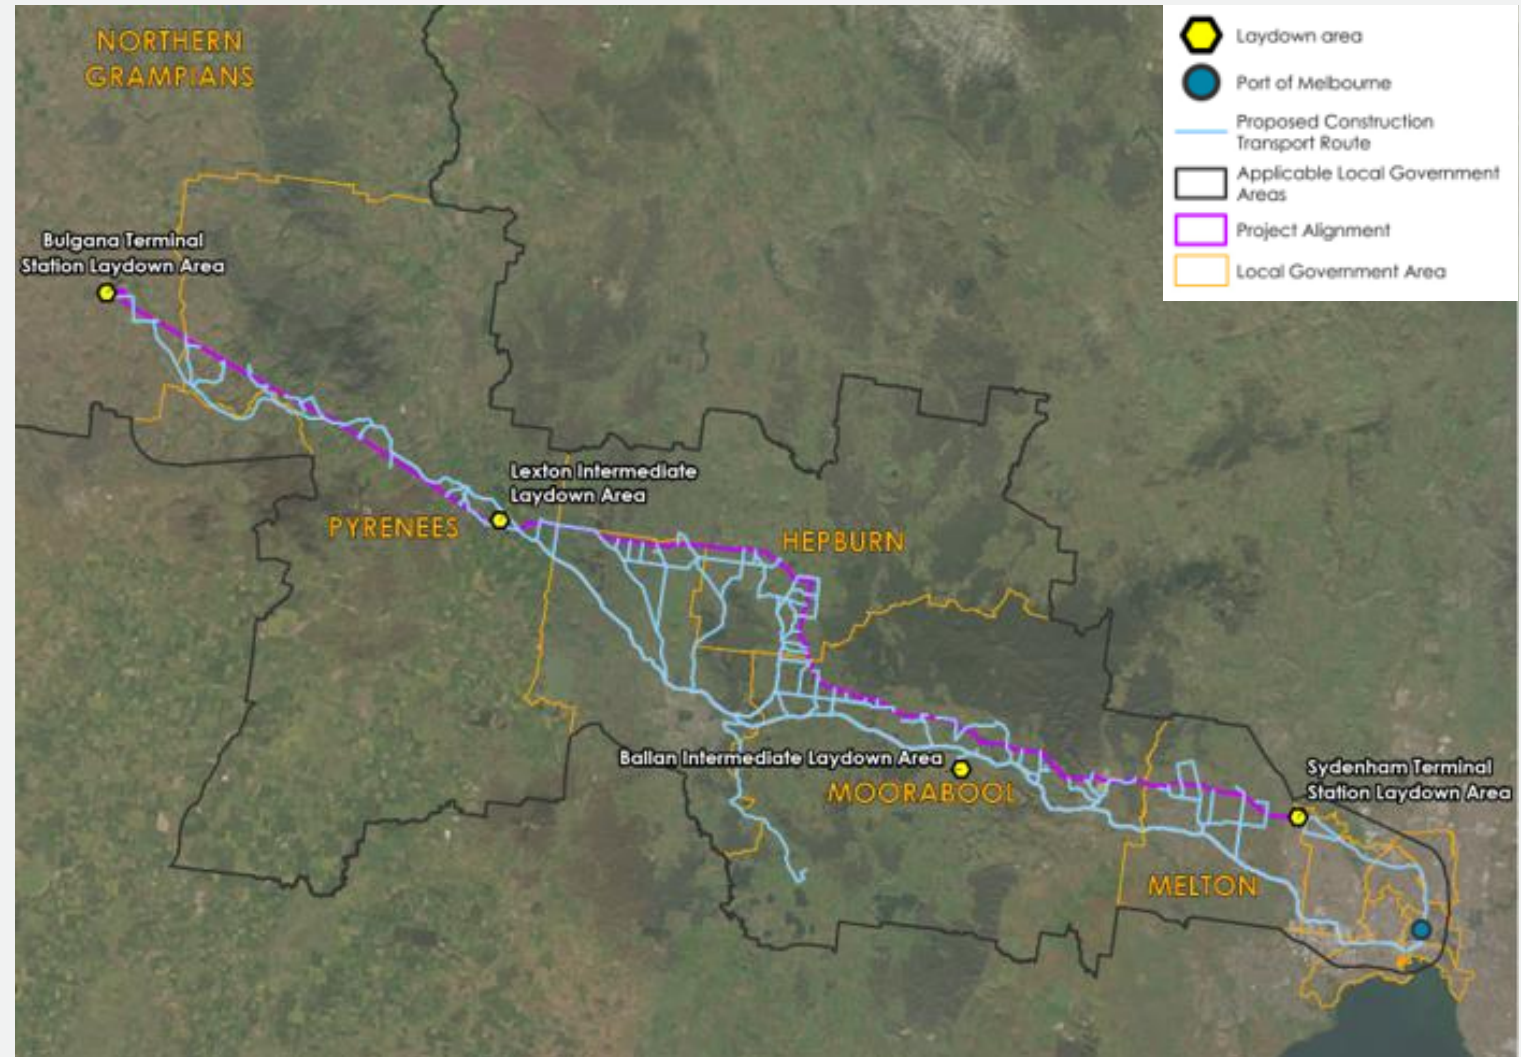 NORTHERN
GRAMPIANS
Laydown area
Port of Melbourne
Proposed Construction
Transport Route
Applicable Local Government
Areas
Project Alignment
Local Government Area
Bulgana Terminal
Station Laydown Area
Lexton Intermediate
Laydown Area
PYRENEES
HEPBURN
Ballan Intermediate Laydown Area
MOORABOOL
Sydenham Terminal
Station Laydown Area
MELTON